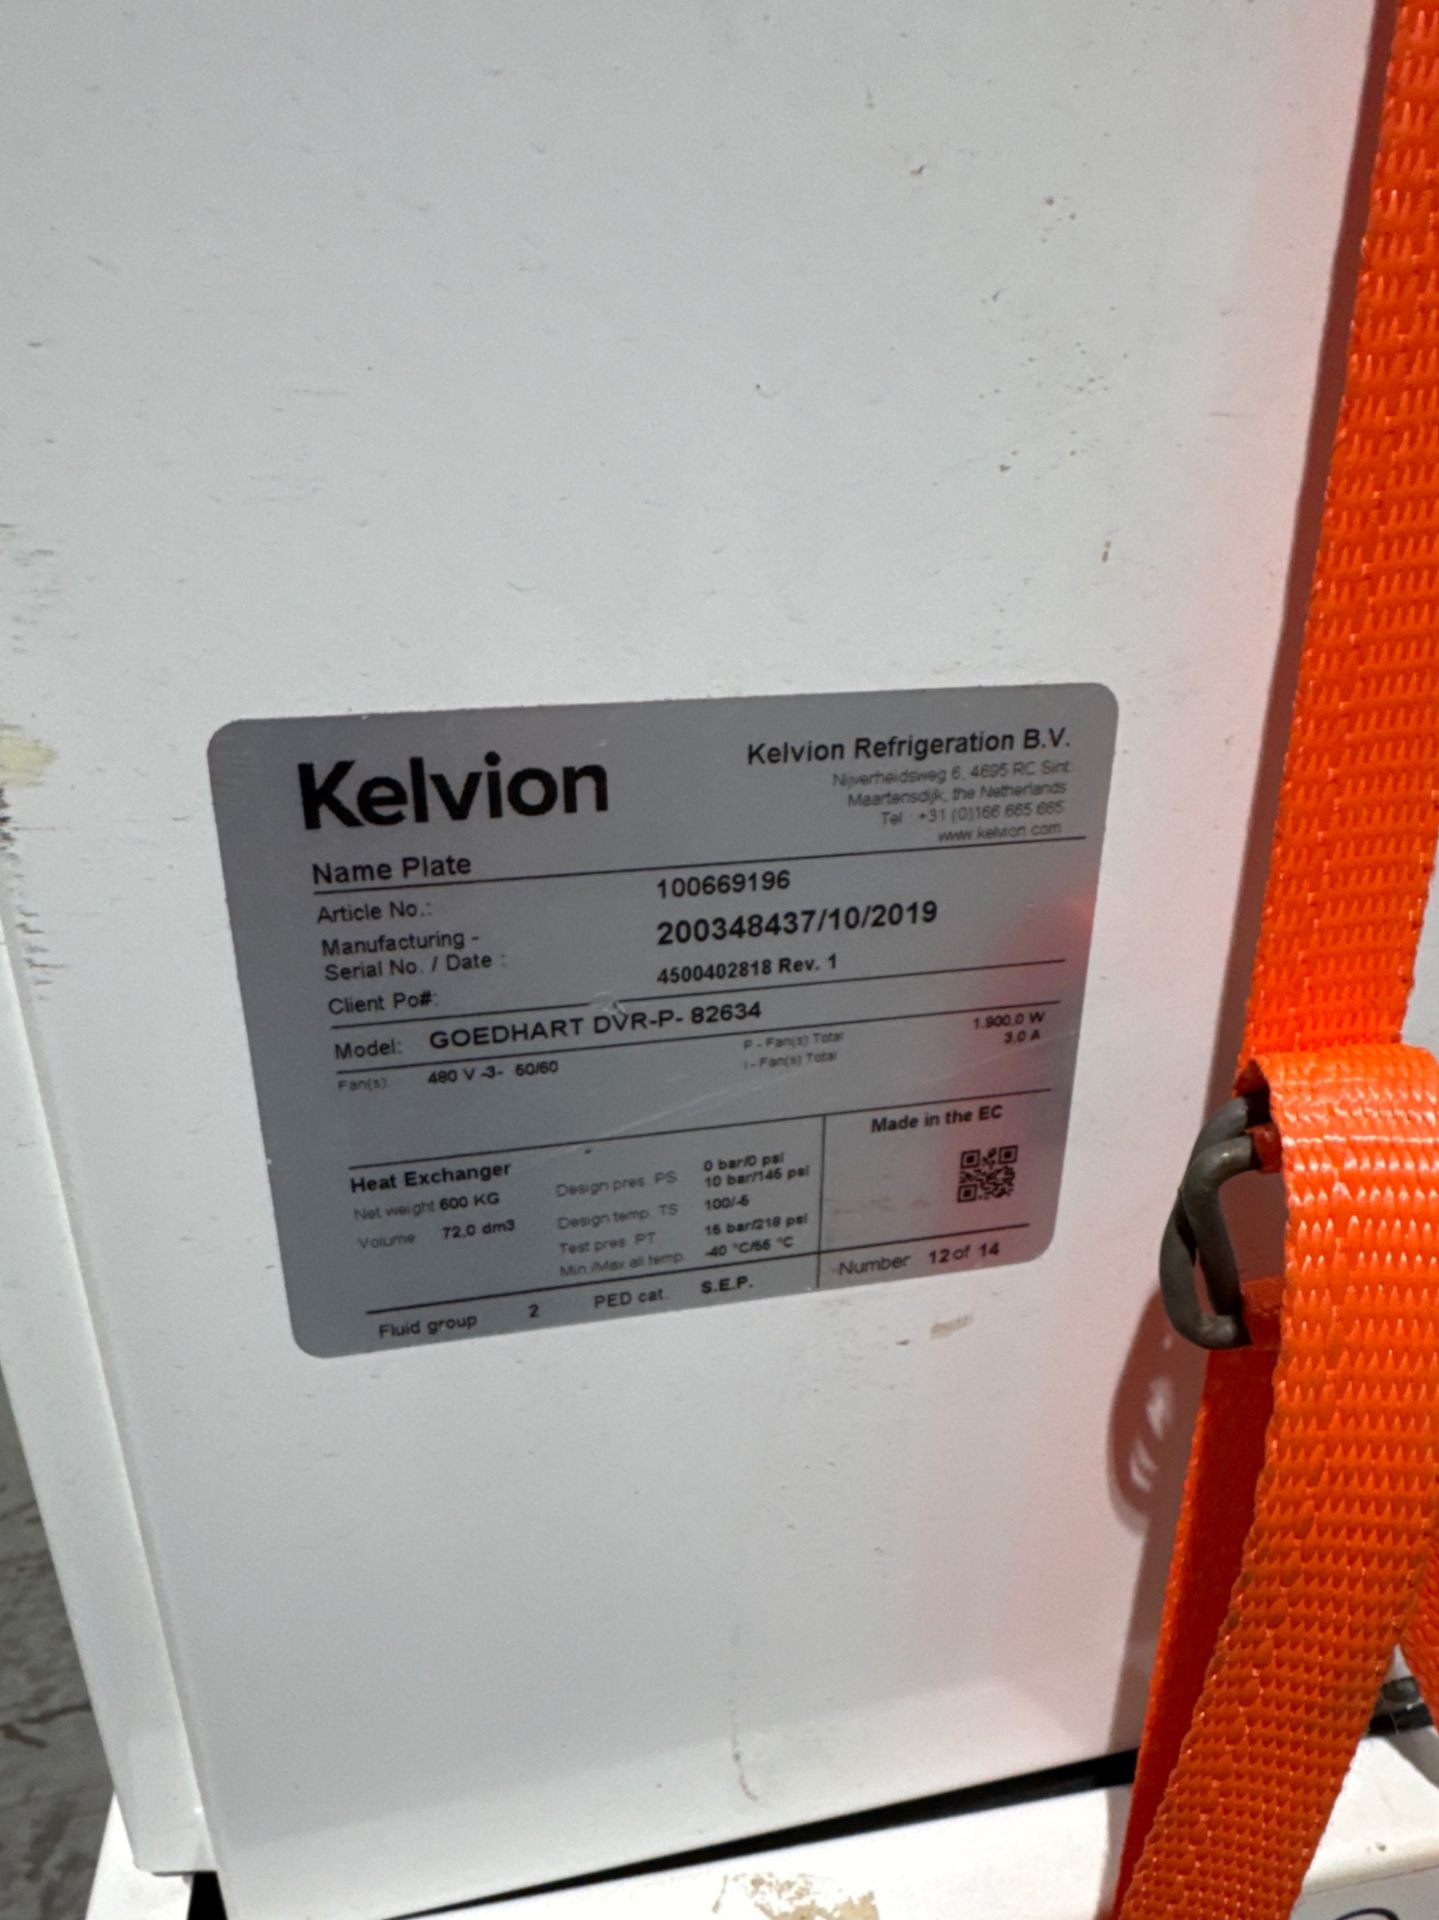 Kelvion
Kelvion Refrigeration B.V.
Nijverheidsweg 6, 4695 RC Sint
Maartensdijk, the Netherlands
Tel : +31 (0)166 665 665
www.kelvion.com
Name Plate
Article No.: 100669196
Manufacturing -
Serial No. / Date : 200348437/10/2019
Client Po#: 4500402818 Rev. 1
Model: GOEDHART DVR-P- 82634
Fan(s): 480 V -3- 50/60
P - Fan(s) Total 1.900.0 W
I - Fan(s) Total 3.0 A
Heat Exchanger
Net weight 600 KG
Volume 72,0 dm3
Design pres. PS 0 bar/0 psi
10 bar/145 psi
Design temp. TS 100/-5
Test pres. PT 15 bar/218 psi
Min./Max all temp. -40 °C/55 °C
Made in the EC
Fluid group 2 PED cat. S.E.P.
Number 12 of 14